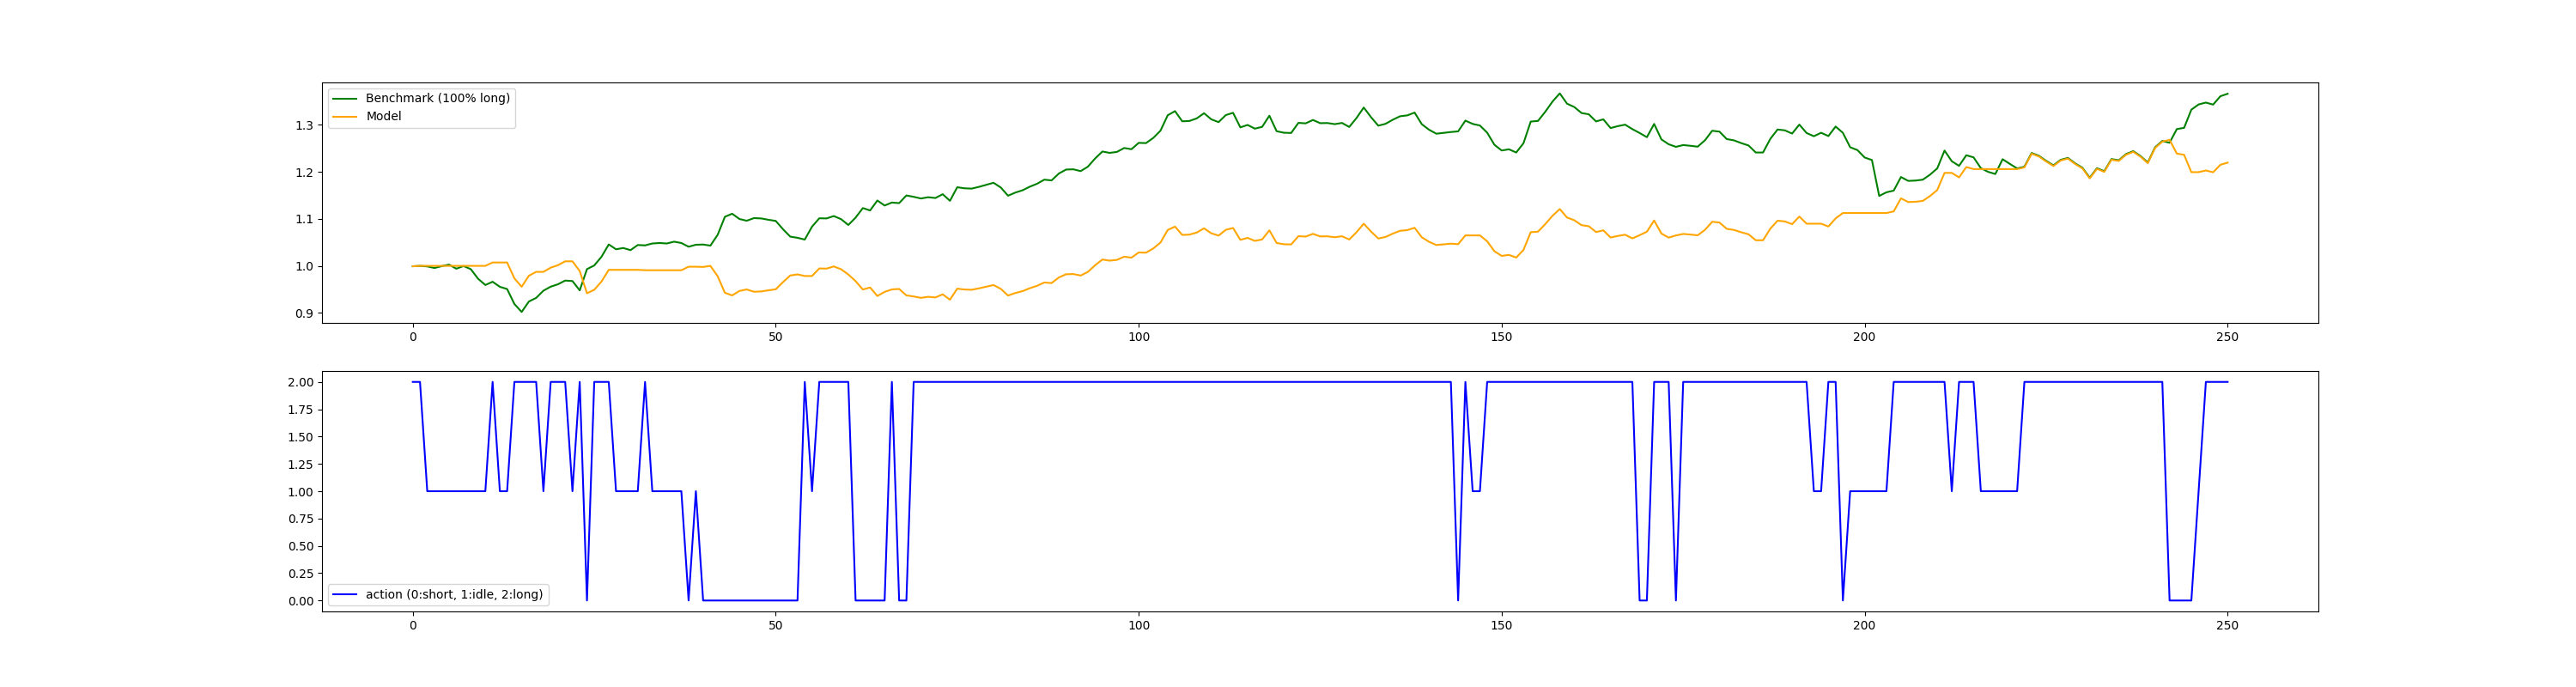 Benchmark (100% long)
Model
1.3
1.2
1.1
1.0
0.9
0 50 100 150 200 250
2.00
1.75
1.50
1.25
1.00
0.75
0.50
0.25
0.00
action (0:short, 1:idle, 2:long)
0 50 100 150 200 250